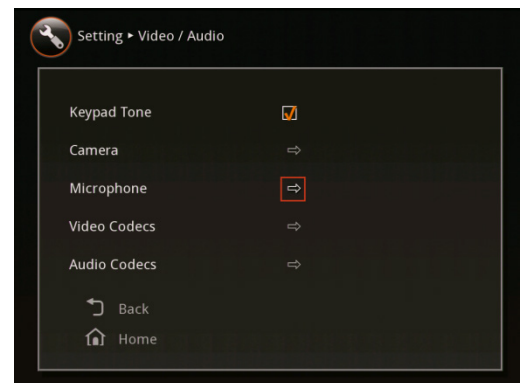 Setting ▸ Video / Audio
Keypad Tone
Camera
Microphone
Video Codecs
Audio Codecs
Back
Home